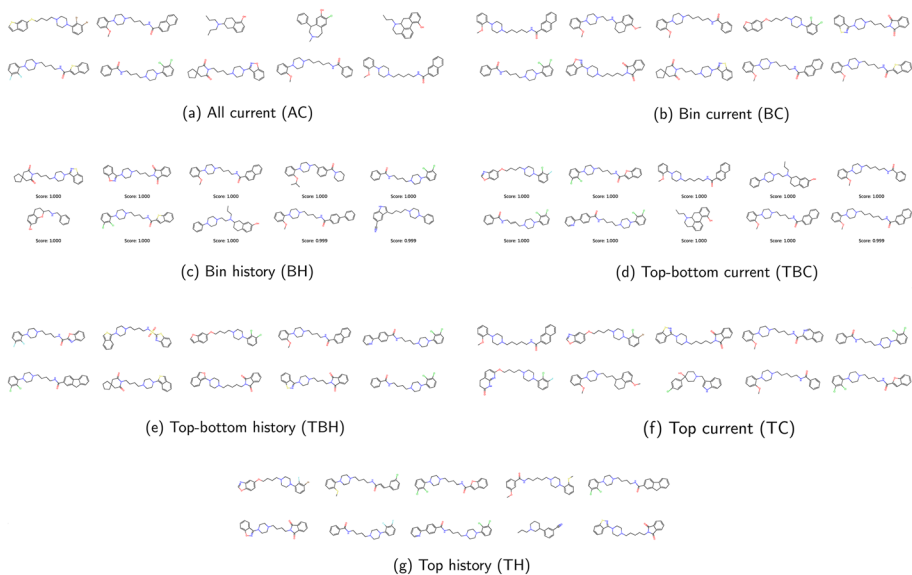 (a) All current (AC)
(b) Bin current (BC)
Score: 1.000 Score: 1.000 Score: 1.000 Score: 1.000 Score: 1.000
Score: 1.000 Score: 1.000 Score: 1.000 Score: 0.999 Score: 0.999
(c) Bin history (BH)
Score: 1.000 Score: 1.000 Score: 1.000 Score: 1.000 Score: 1.000
Score: 1.000 Score: 1.000 Score: 1.000 Score: 1.000 Score: 0.999
(d) Top-bottom current (TBC)
(e) Top-bottom history (TBH)
(f) Top current (TC)
(g) Top history (TH)